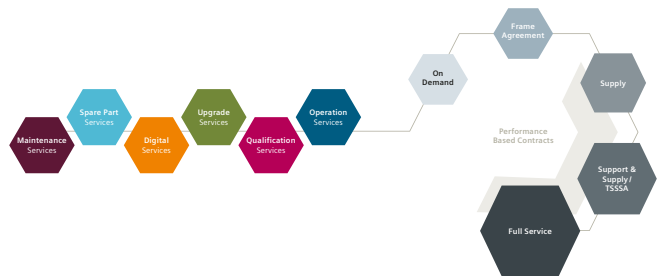 Maintenance
Services
Spare Part
Services
Digital
Services
Upgrade
Services
Qualification
Services
Operation
Services
On
Demand
Frame
Agreement
Supply
Performance
Based Contracts
Support &
Supply/
TSSSA
Full Service